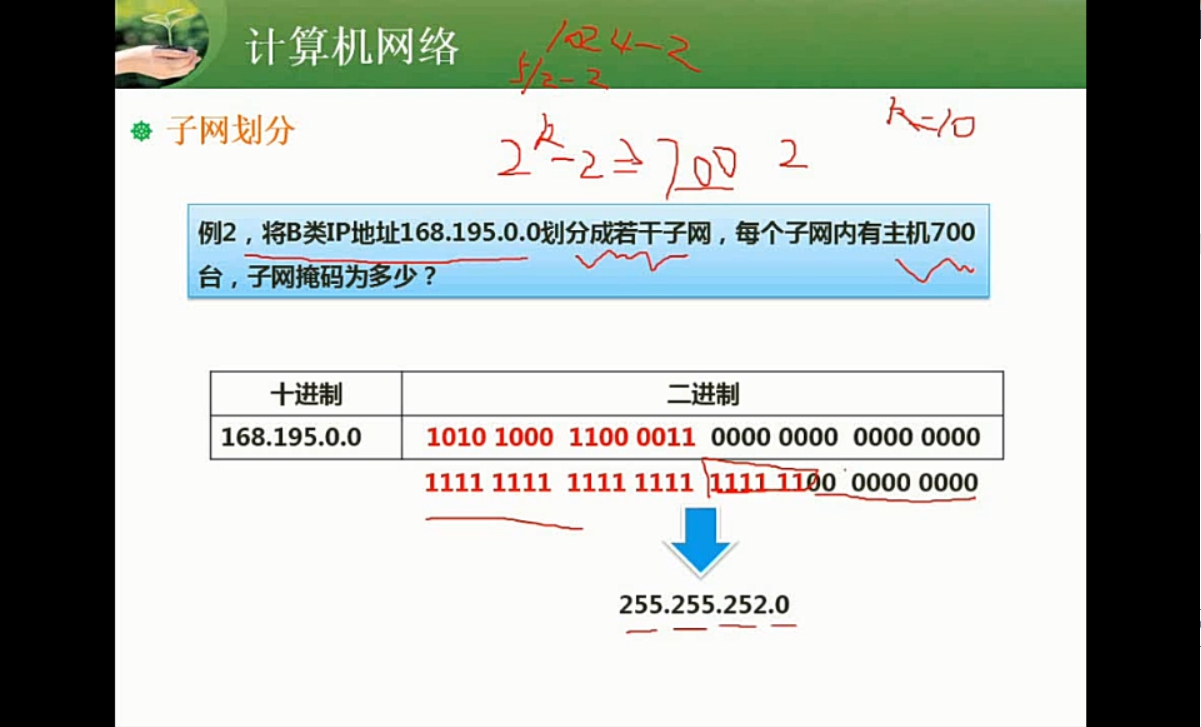 计算机网络
1024-2
512-2
子网划分
k=10
2^k-2≥700 2
例2，将B类IP地址168.195.0.0划分成若干子网，每个子网内有主机700
台，子网掩码为多少？
十进制 二进制
168.195.0.0 1010 1000 1100 0011 0000 0000 0000 0000
1111 1111 1111 1111 1111 1100 0000 0000
255.255.252.0